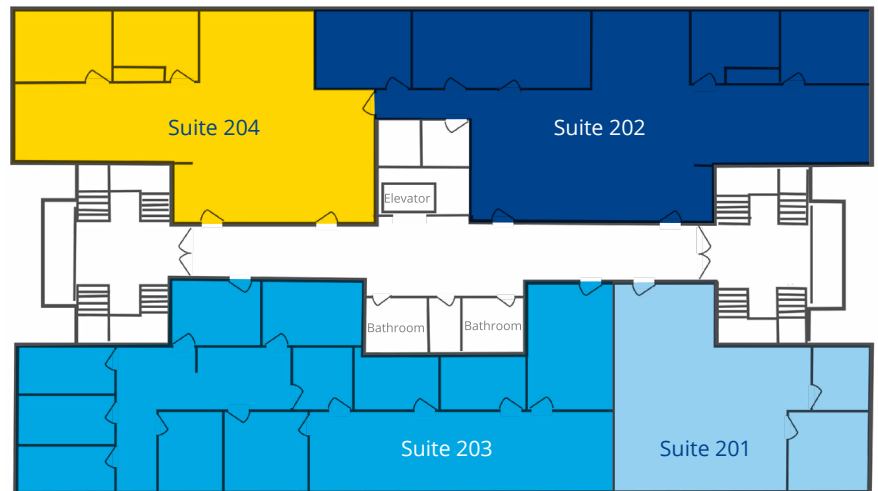 Suite 204
Suite 202
Elevator
Bathroom
Bathroom
Suite 203
Suite 201